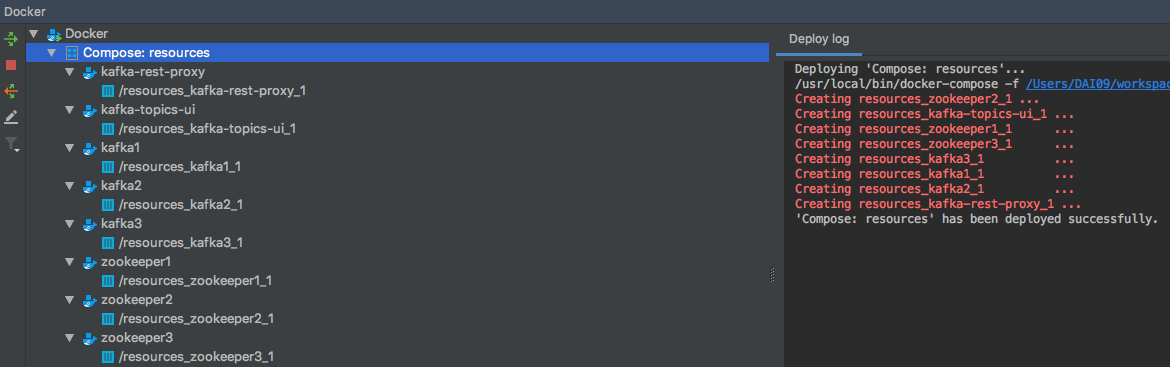 Docker
Docker
Compose: resources
kafka-rest-proxy
/resources_kafka-rest-proxy_1
kafka-topics-ui
/resources_kafka-topics-ui_1
kafka1
/resources_kafka1_1
kafka2
/resources_kafka2_1
kafka3
/resources_kafka3_1
zookeeper1
/resources_zookeeper1_1
zookeeper2
/resources_zookeeper2_1
zookeeper3
/resources_zookeeper3_1
Deploy log
Deploying 'Compose: resources'...
/usr/local/bin/docker-compose -f /Users/DAI09/workspac
Creating resources_zookeeper2_1 ...
Creating resources_kafka-topics-ui_1 ...
Creating resources_zookeeper1_1 ...
Creating resources_zookeeper3_1 ...
Creating resources_kafka3_1 ...
Creating resources_kafka1_1 ...
Creating resources_kafka2_1 ...
Creating resources_kafka-rest-proxy_1 ...
'Compose: resources' has been deployed successfully.